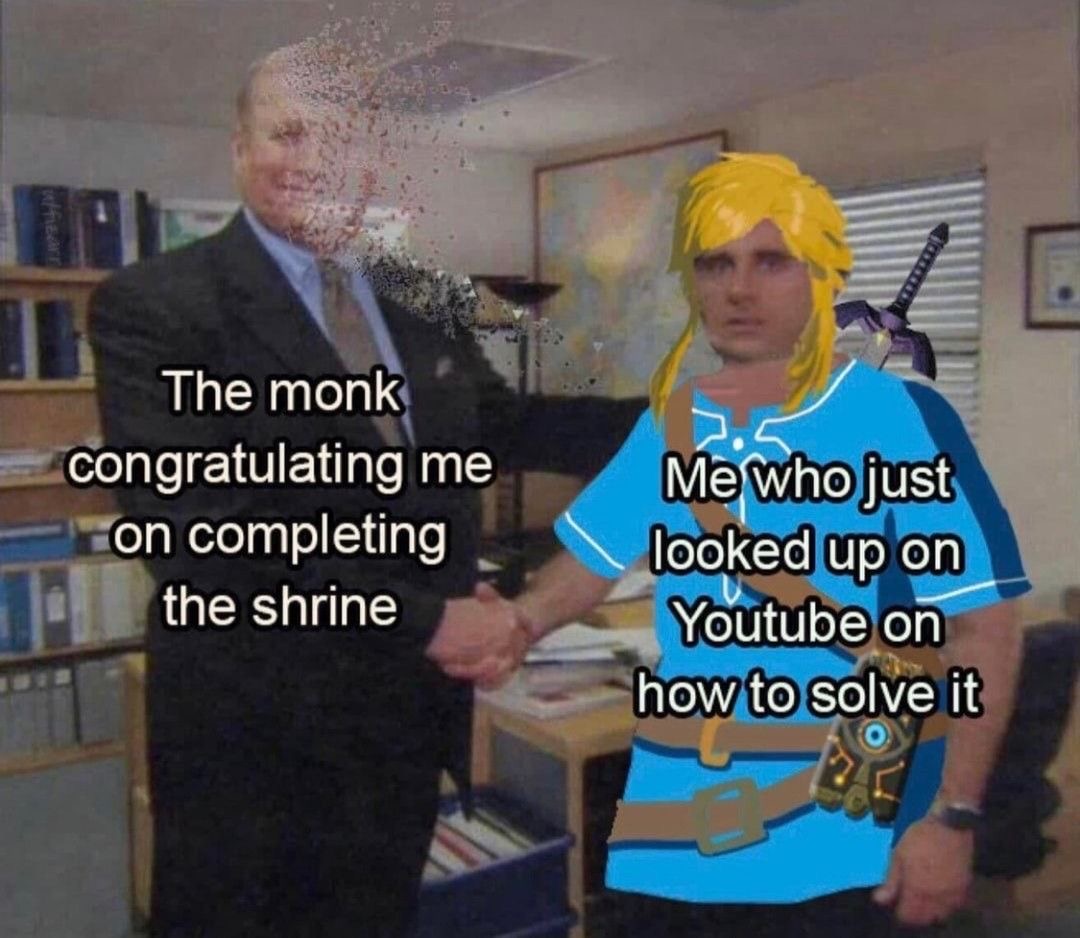 The monk
congratulating me
on completing
the shrine
Me who just
looked up on
Youtube on
how to solve it